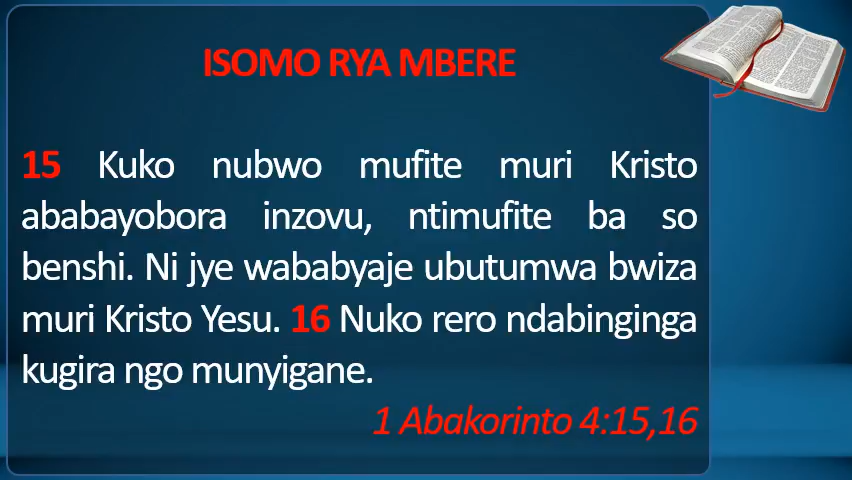 ISOMO RYA MBERE
15 Kuko nubwo mufite muri Kristo
ababayobora inzovu, ntimufite ba so
benshi. Ni jye wababyaje ubutumwa bwiza
muri Kristo Yesu. 16 Nuko rero ndabinginga
kugira ngo munyigane.
1 Abakorinto 4:15,16